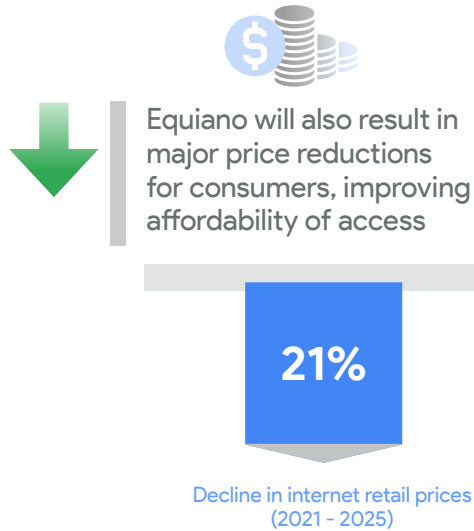 $
Equiano will also result in
major price reductions
for consumers, improving
affordability of access
21%
Decline in internet retail prices
(2021 - 2025)